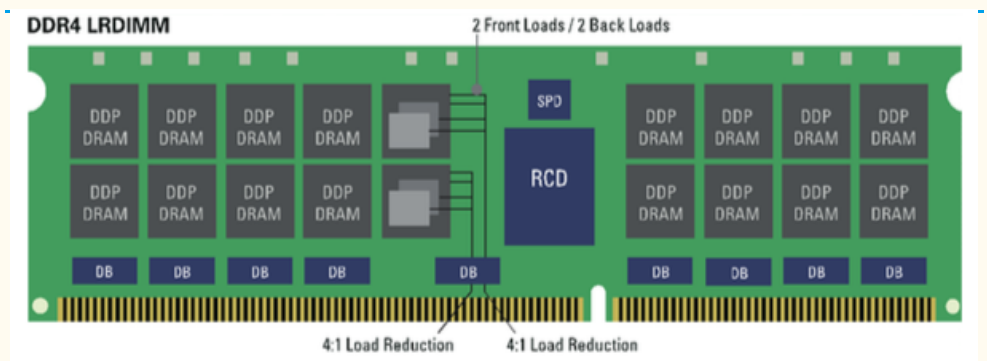 DDR4 LRDIMM
2 Front Loads / 2 Back Loads
SPD
DDP DDP DDP DDP DDP DDP DDP DDP
DRAM DRAM DRAM DRAM DRAM DRAM DRAM DRAM
RCD
DDP DDP DDP DDP DDP DDP DDP DDP
DRAM DRAM DRAM DRAM DRAM DRAM DRAM DRAM
DB DB DB DB DB DB DB DB DB
4:1 Load Reduction 4:1 Load Reduction